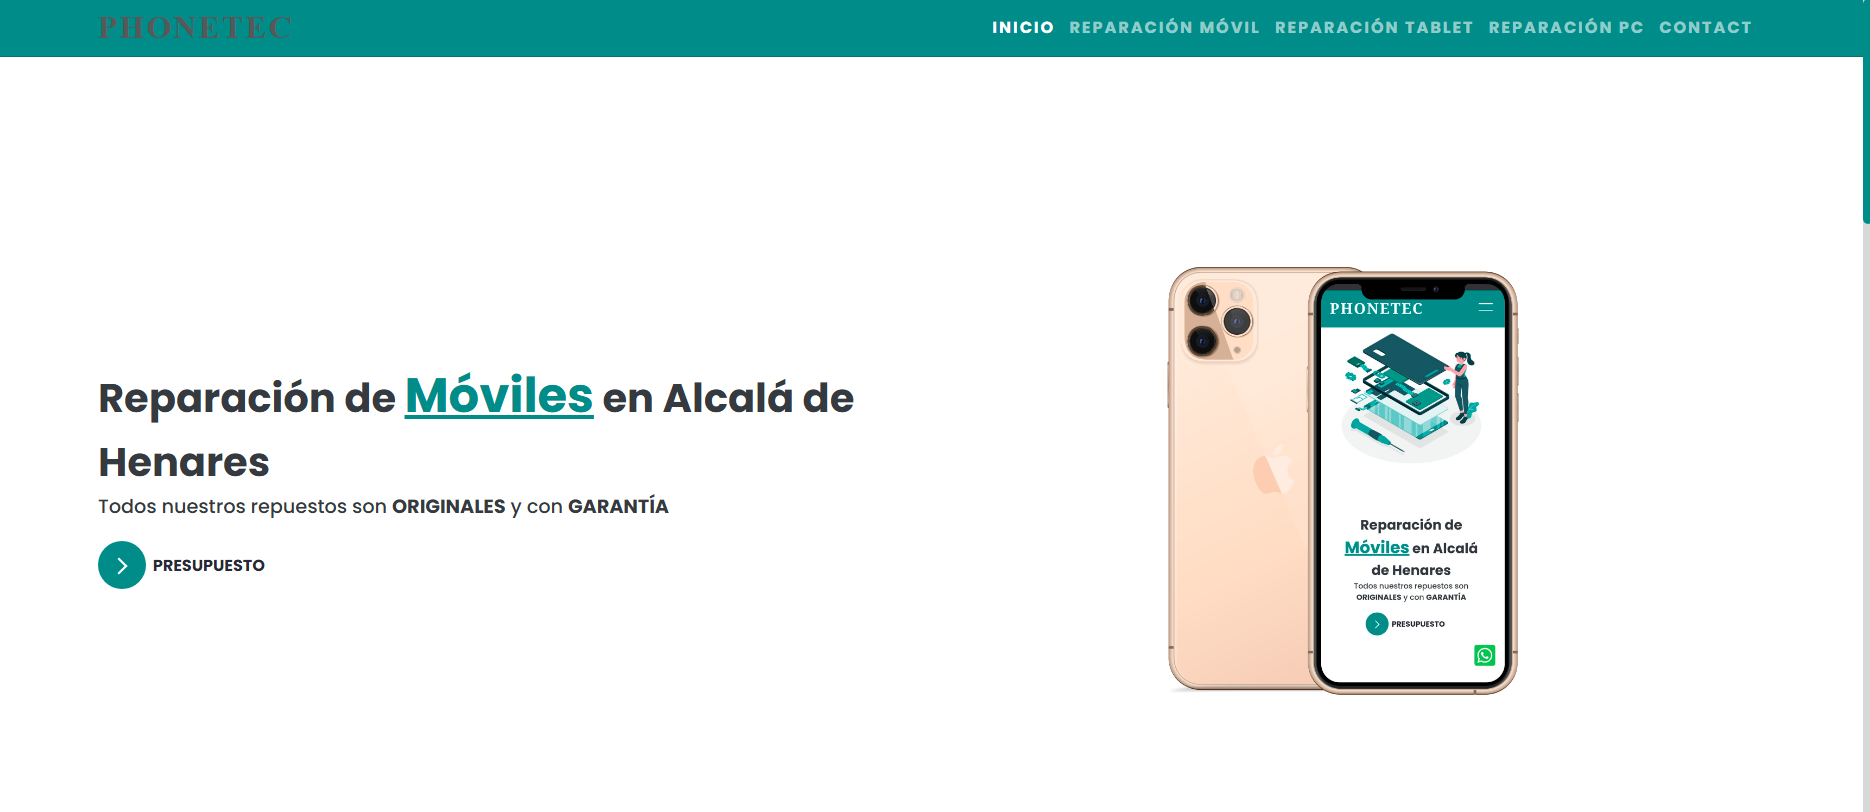 PHONETEC
INICIO REPARACIÓN MÓVIL REPARACIÓN TABLET REPARACIÓN PC CONTACT
Reparación de Móviles en Alcalá de
Henares
Todos nuestros repuestos son ORIGINALES y con GARANTÍA
PRESUPUESTO
PHONETEC
Reparación de
Móviles en Alcalá
de Henares
Todos nuestros repuestos son
ORIGINALES y con GARANTÍA
PRESUPUESTO